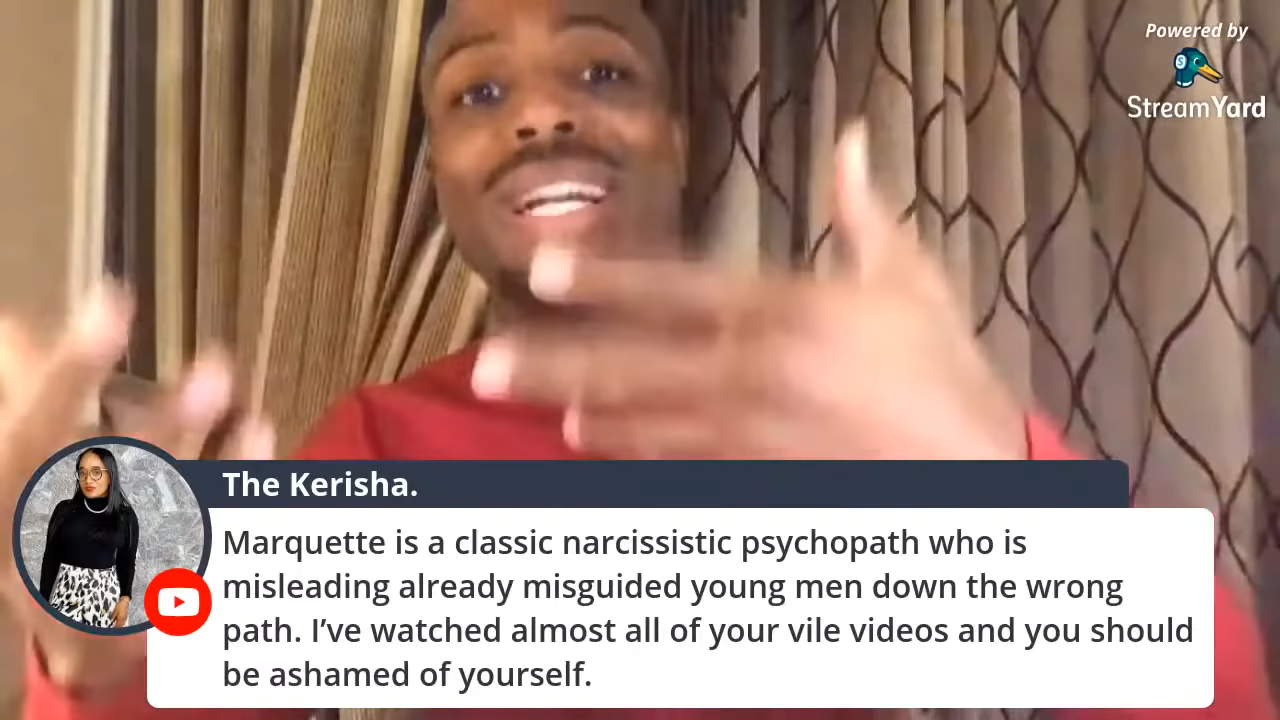 Powered by
StreamYard
The Kerisha.
Marquette is a classic narcissistic psychopath who is
misleading already misguided young men down the wrong
path. I’ve watched almost all of your vile videos and you should
be ashamed of yourself.